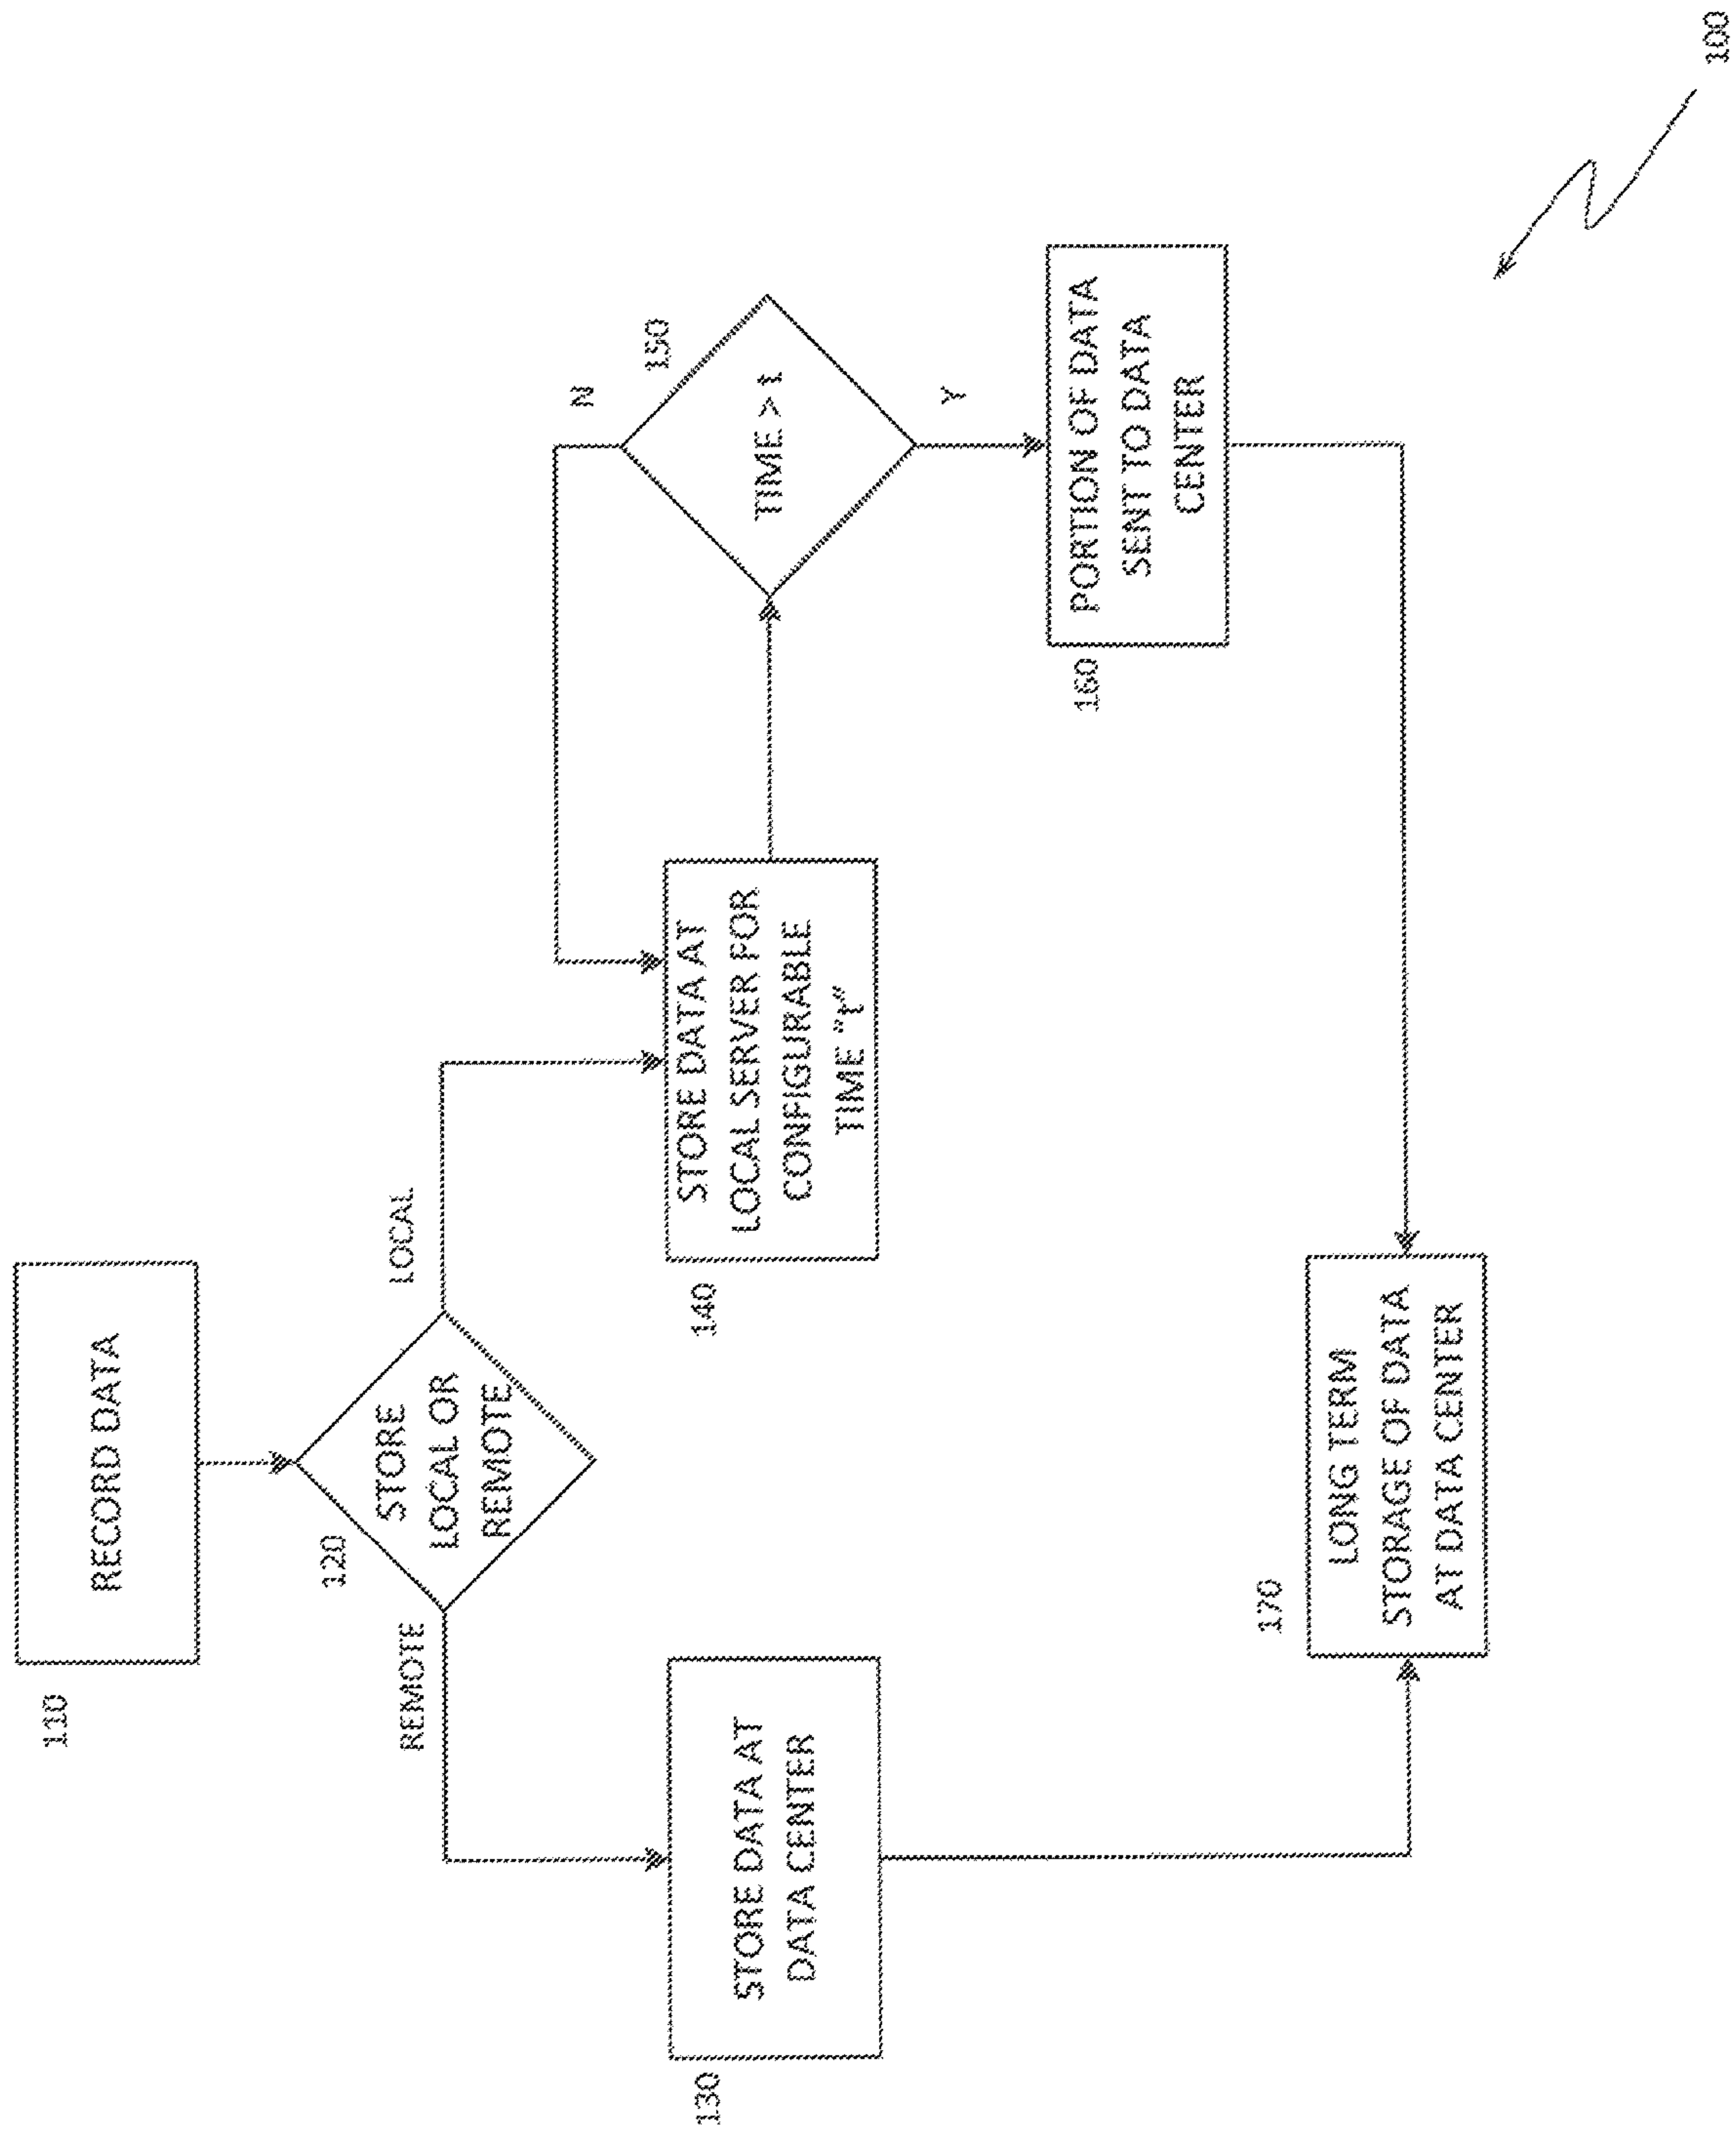 110
RECORD DATA
120
STORE
LOCAL OR
REMOTE
REMOTE
LOCAL
130
STORE DATA AT
DATA CENTER
140
STORE DATA AT
LOCAL SERVER FOR
CONFIGURABLE
TIME "t"
N
150
TIME > t
Y
160
PORTION OF DATA
SENT TO DATA
CENTER
170
LONG TERM
STORAGE OF DATA
AT DATA CENTER
100